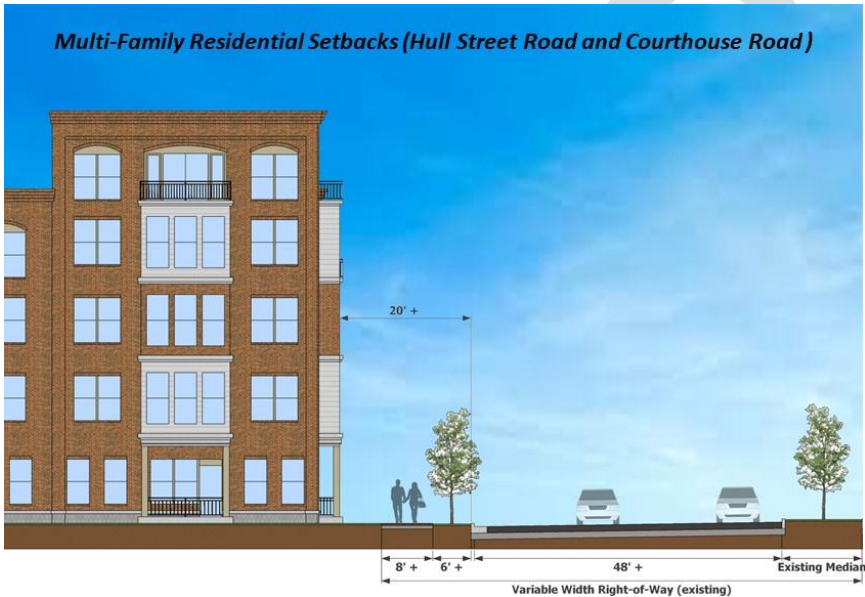 Multi-Family Residential Setbacks (Hull Street Road and Courthouse Road)
20' +
8' + 6' + 48' + Existing Median
Variable Width Right-of-Way (existing)